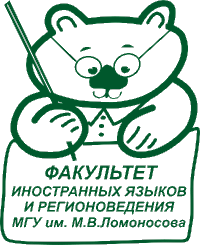 ФАКУЛЬТЕТ
ИНОСТРАННЫХ ЯЗЫКОВ
И РЕГИОНОВЕДЕНИЯ
МГУ им. М.В.Ломоносова